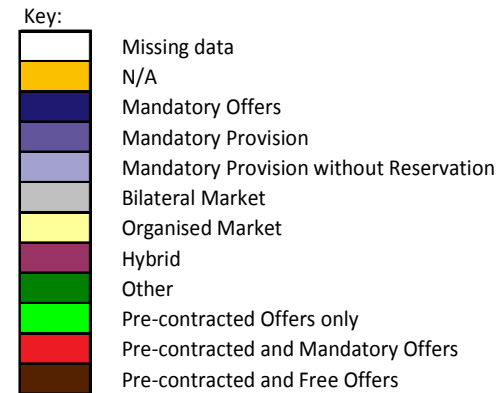 Key:
Missing data
N/A
Mandatory Offers
Mandatory Provision
Mandatory Provision without Reservation
Bilateral Market
Organised Market
Hybrid
Other
Pre-contracted Offers only
Pre-contracted and Mandatory Offers
Pre-contracted and Free Offers